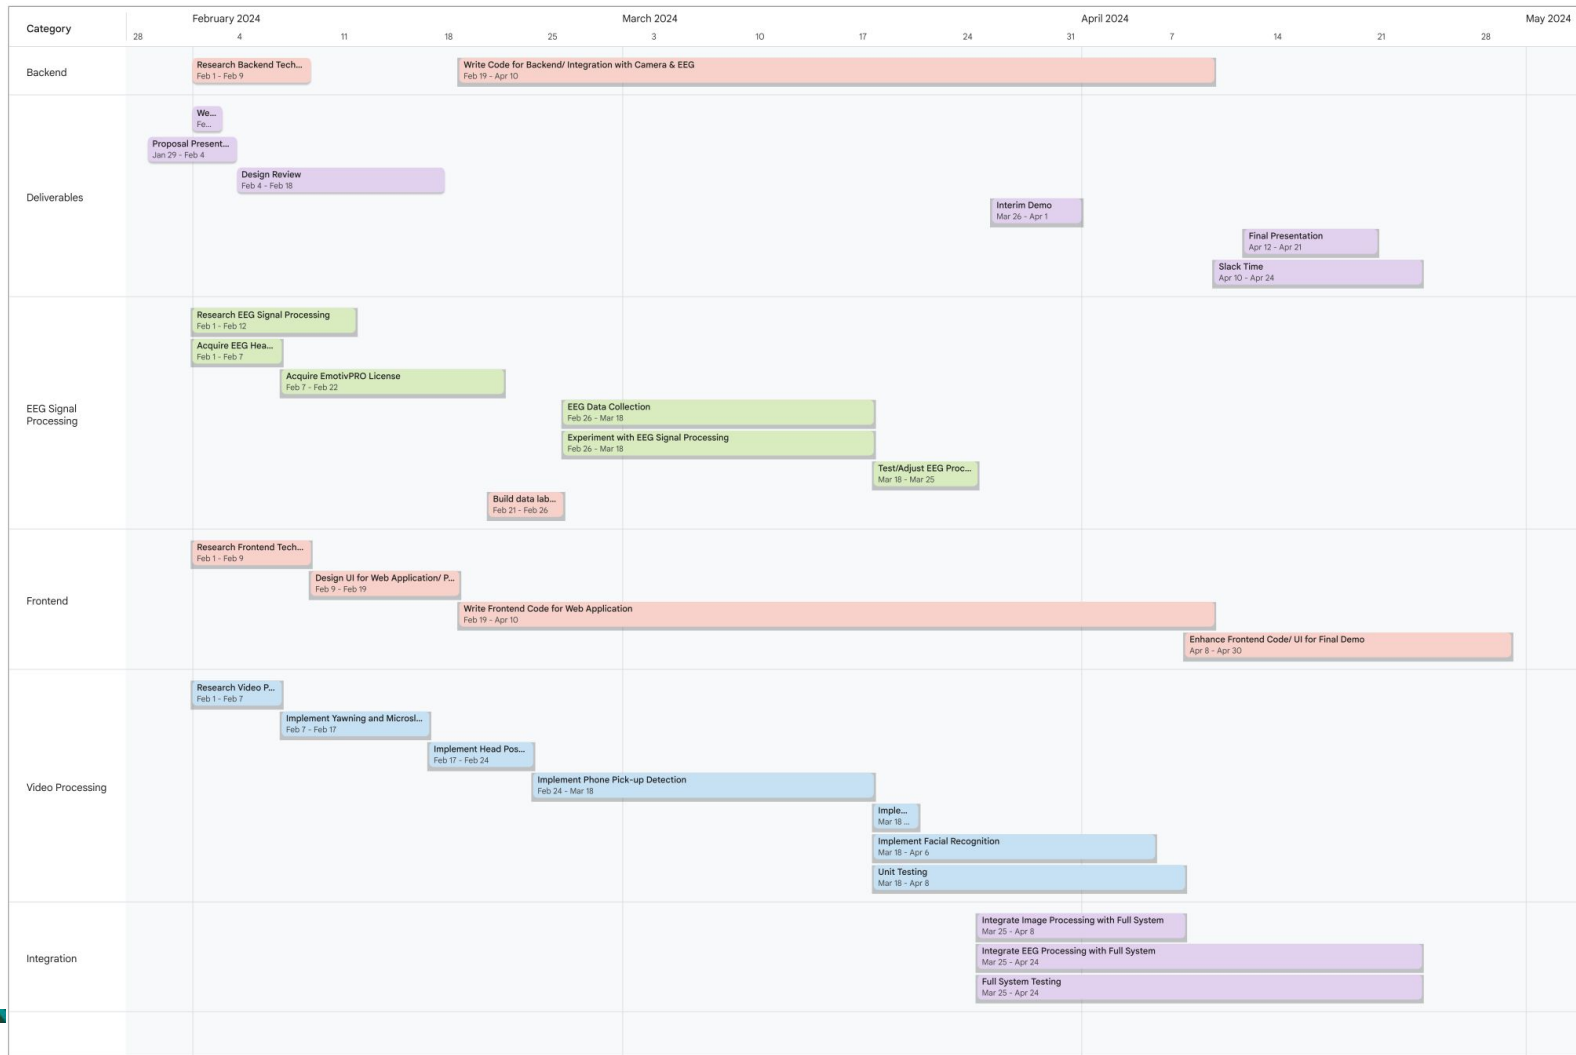 Category
February 2024
March 2024
April 2024
May 2024
28 4 11 18 25 3 10 17 24 31 7 14 21 28
Backend
Research Backend Tech...
Feb 1 - Feb 9
Write Code for Backend/ Integration with Camera & EEG
Feb 19 - Apr 10
Deliverables
We...
Fe...
Proposal Present...
Jan 29 - Feb 4
Design Review
Feb 4 - Feb 18
Interim Demo
Mar 26 - Apr 1
Final Presentation
Apr 12 - Apr 21
Slack Time
Apr 10 - Apr 24
EEG Signal
Processing
Research EEG Signal Processing
Feb 1 - Feb 12
Acquire EEG Hea...
Feb 1 - Feb 7
Acquire EmotivPRO License
Feb 7 - Feb 22
EEG Data Collection
Feb 26 - Mar 18
Experiment with EEG Signal Processing
Feb 26 - Mar 18
Test/Adjust EEG Proc...
Mar 18 - Mar 25
Build data lab...
Feb 21 - Feb 26
Frontend
Research Frontend Tech...
Feb 1 - Feb 9
Design UI for Web Application/ P...
Feb 9 - Feb 19
Write Frontend Code for Web Application
Feb 19 - Apr 10
Enhance Frontend Code/ UI for Final Demo
Apr 8 - Apr 30
Video Processing
Research Video P...
Feb 1 - Feb 7
Implement Yawning and Microsl...
Feb 7 - Feb 17
Implement Head Pos...
Feb 17 - Feb 24
Implement Phone Pick-up Detection
Feb 24 - Mar 18
Imple...
Mar 18 ...
Implement Facial Recognition
Mar 18 - Apr 6
Unit Testing
Mar 18 - Apr 8
Integration
Integrate Image Processing with Full System
Mar 25 - Apr 8
Integrate EEG Processing with Full System
Mar 25 - Apr 24
Full System Testing
Mar 25 - Apr 24